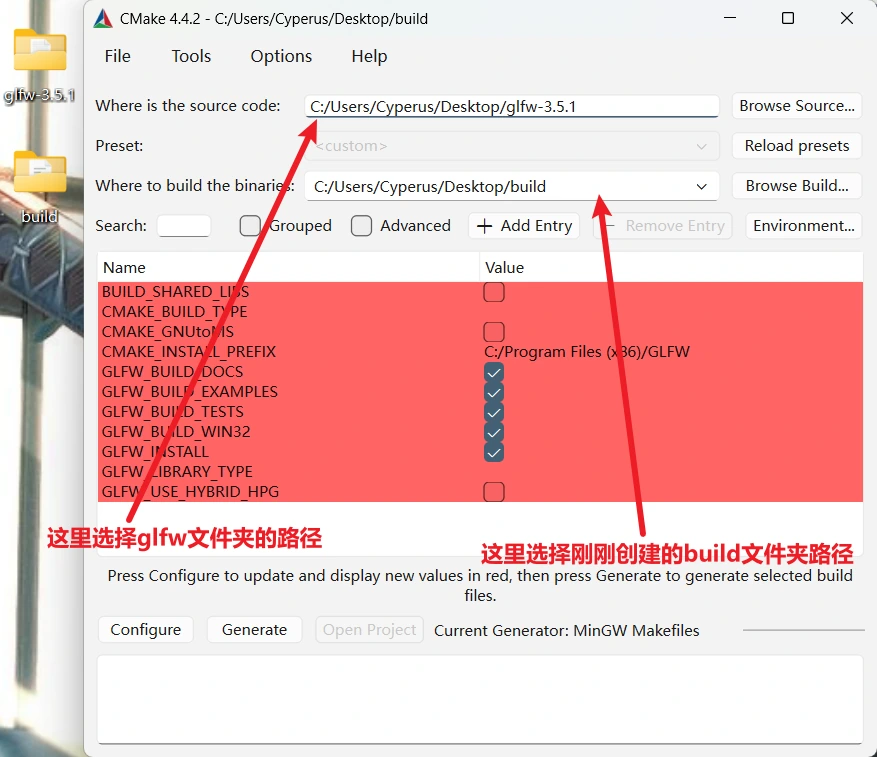 CMake 4.4.2 - C:/Users/Cyperus/Desktop/build
File Tools Options Help
glfw-3.5.1
build
Where is the source code: C:/Users/Cyperus/Desktop/glfw-3.5.1 Browse Source...
Preset: <custom> Reload presets
Where to build the binaries: C:/Users/Cyperus/Desktop/build Browse Build...
Search: Grouped Advanced Add Entry Remove Entry Environment...
Name Value
BUILD_SHARED_LIBS
CMAKE_BUILD_TYPE
CMAKE_GNUtoMS
CMAKE_INSTALL_PREFIX C:/Program Files (x86)/GLFW
GLFW_BUILD_DOCS
GLFW_BUILD_EXAMPLES
GLFW_BUILD_TESTS
GLFW_BUILD_WIN32
GLFW_INSTALL
GLFW_LIBRARY_TYPE
GLFW_USE_HYBRID_HPG
这里选择glfw文件夹的路径
这里选择刚刚创建的build文件夹路径
Press Configure to update and display new values in red, then press Generate to generate selected build
files.
Configure Generate Open Project Current Generator: MinGW Makefiles